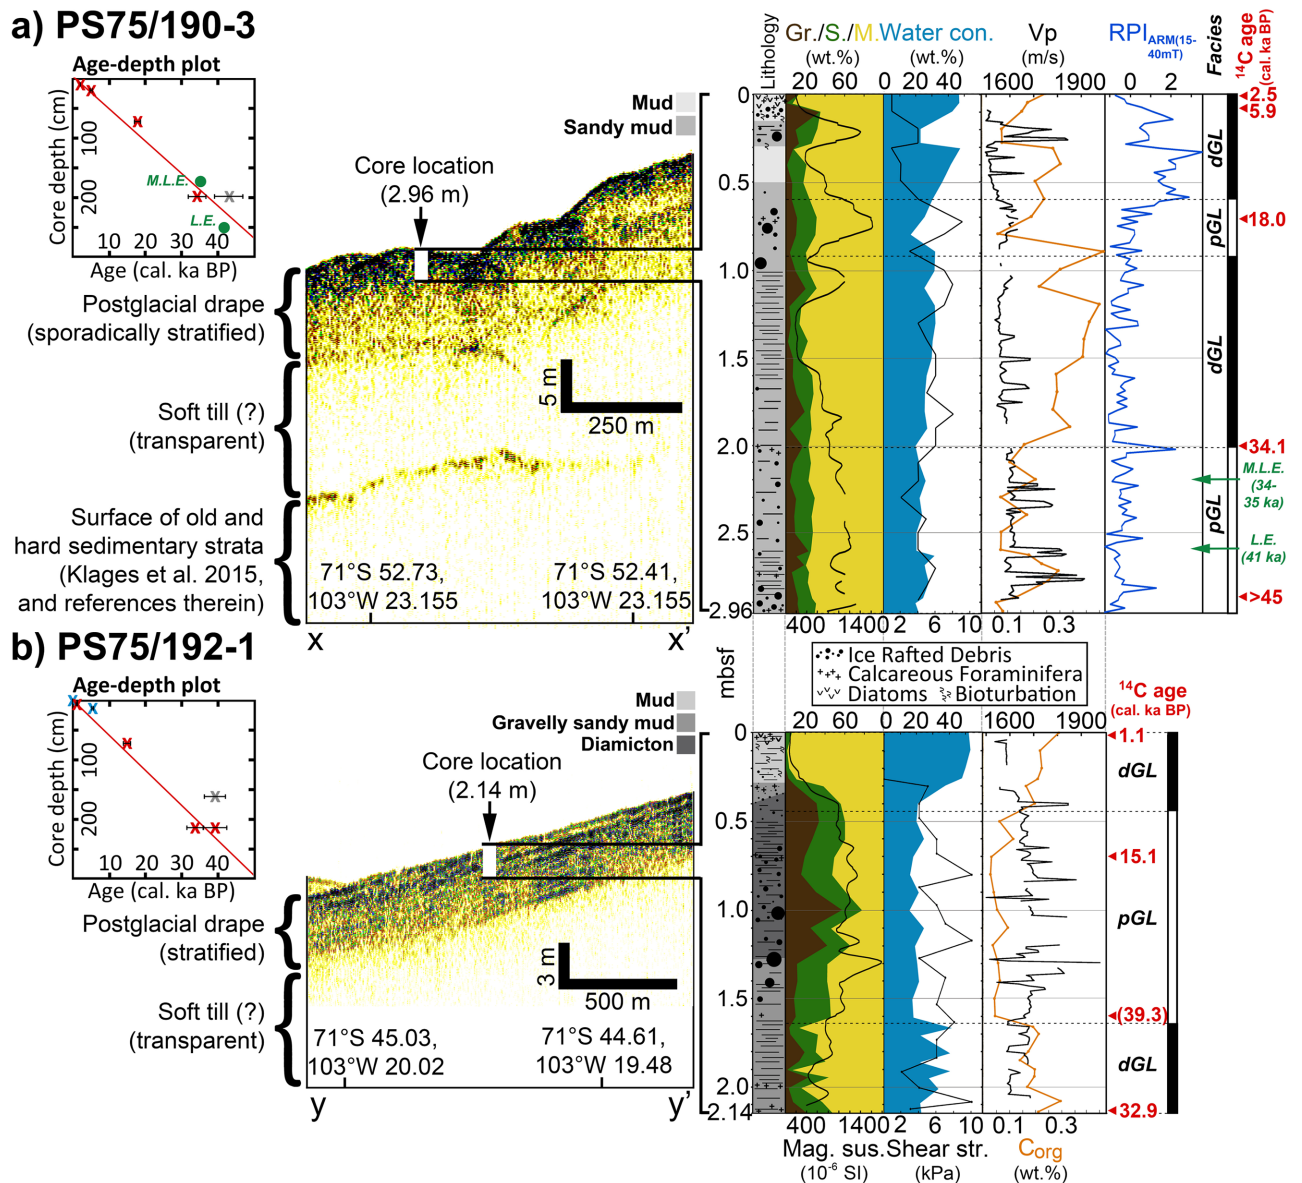 a) PS75/190-3
Age-depth plot
Core depth (cm)
100
200
M.L.E.
L.E.
10 20 30 40
Age (cal. ka BP)
Mud
Sandy mud
Core location
(2.96 m)
Postglacial drape
(sporadically stratified)
Soft till (?)
(transparent)
Surface of old and
hard sedimentary strata
(Klages et al. 2015,
and references therein)
5 m
250 m
71°S 52.73,
103°W 23.155
71°S 52.41,
103°W 23.155
x x'
Lithology
Gr./S./M.
(wt.%)
20 60
Water con.
(wt.%)
0 20 40
Vp
(m/s)
1600 1900
RPI ARM(15-
40mT)
0 2
Facies
14C age
(cal. ka BP)
0
0.5
1.0
1.5
2.0
2.5
2.96
mbsf
dGL
pGL
dGL
pGL
2.5
5.9
18.0
34.1
M.L.E.
(34-
35 ka)
L.E.
(41 ka)
>45
400 1400 2 6 10 0.1 0.3
Ice Rafted Debris
Calcareous Foraminifera
Diatoms Bioturbation
b) PS75/192-1
Age-depth plot
Core depth (cm)
100
200
10 20 30 40
Age (cal. ka BP)
Mud
Gravelly sandy mud
Diamicton
Core location
(2.14 m)
Postglacial drape
(stratified)
Soft till (?)
(transparent)
3 m
500 m
71°S 45.03,
103°W 20.02
71°S 44.61,
103°W 19.48
y y'
20 60 0 20 40 1600 1900
14C age
(cal. ka BP)
0
0.5
1.0
1.5
2.0
2.14
dGL
pGL
dGL
1.1
15.1
(39.3)
32.9
400 1400 2 6 10 0.1 0.3
Mag. sus. Shear str. Corg
(10-6 SI) (kPa) (wt.%)